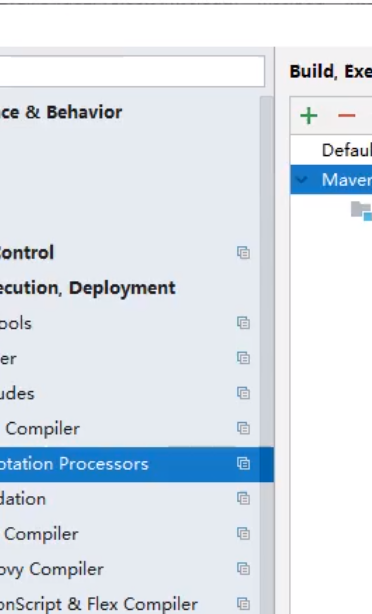 ce & Behavior
Control
ecution, Deployment
ools
er
udes
Compiler
otation Processors
dation
Compiler
ovy Compiler
onScript & Flex Compiler
Build, Exe
Defaul
Maven